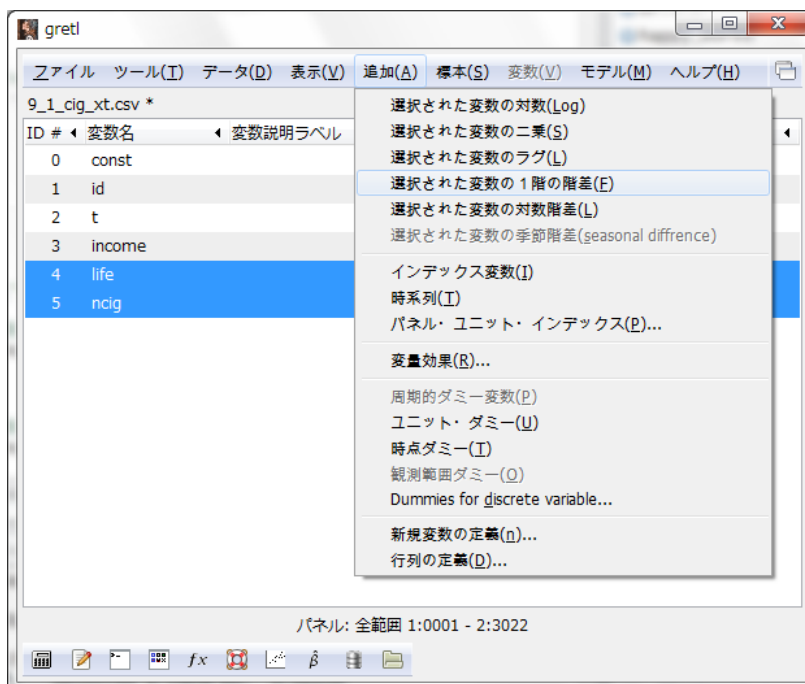 gretl
ファイル ツール(T) データ(D) 表示(V) 追加(A) 標本(S) 変数(V) モデル(M) ヘルプ(H)
9_1_cig_xt.csv *
ID # 変数名 変数説明ラベル
0 const
1 id
2 t
3 income
4 life
5 ncig
選択された変数の対数(Log)
選択された変数の二乗(S)
選択された変数のラグ(L)
選択された変数の1階の階差(F)
選択された変数の対数階差(L)
選択された変数の季節階差(seasonal diffrence)
インデックス変数(I)
時系列(T)
パネル・ユニット・インデックス(P)...
変量効果(R)...
周期的ダミー変数(P)
ユニット・ダミー(U)
時点ダミー(T)
観測範囲ダミー(O)
Dummies for discrete variable...
新規変数の定義(n)...
行列の定義(D)...
パネル: 全範囲 1:0001 - 2:3022
fx β̂